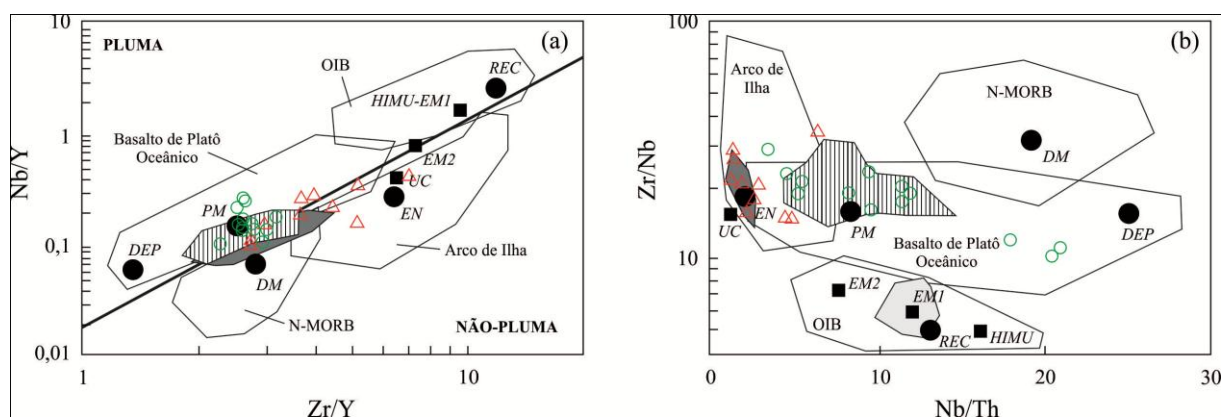 10
1
0,1
0,01
Nb/Y
PLUMA
(a)
OIB
REC
HIMU-EM1
Basalto de Platô
Oceânico
EM2
UC
PM
EN
DEP
DM
Arco de Ilha
N-MORB
NÃO-PLUMA
1
10
Zr/Y
100
10
Zr/Nb
(b)
Arco de
Ilha
N-MORB
DM
EN
UC
PM
DEP
Basalto de Platô
Oceânico
EM2
EM1
OIB
REC
HIMU
0
10
20
30
Nb/Th